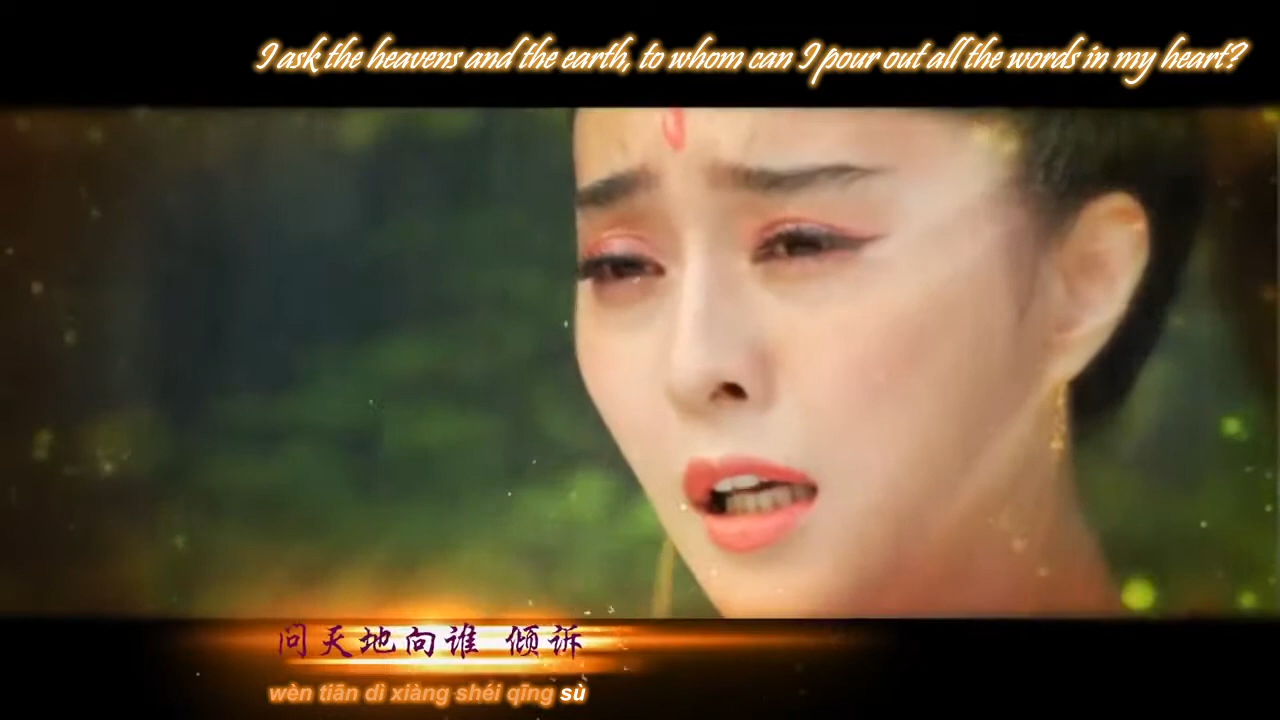 I ask the heavens and the earth, to whom can I pour out all the words in my heart?
问天地向谁 倾诉
wèn tiān dì xiàng shéi qīng sù